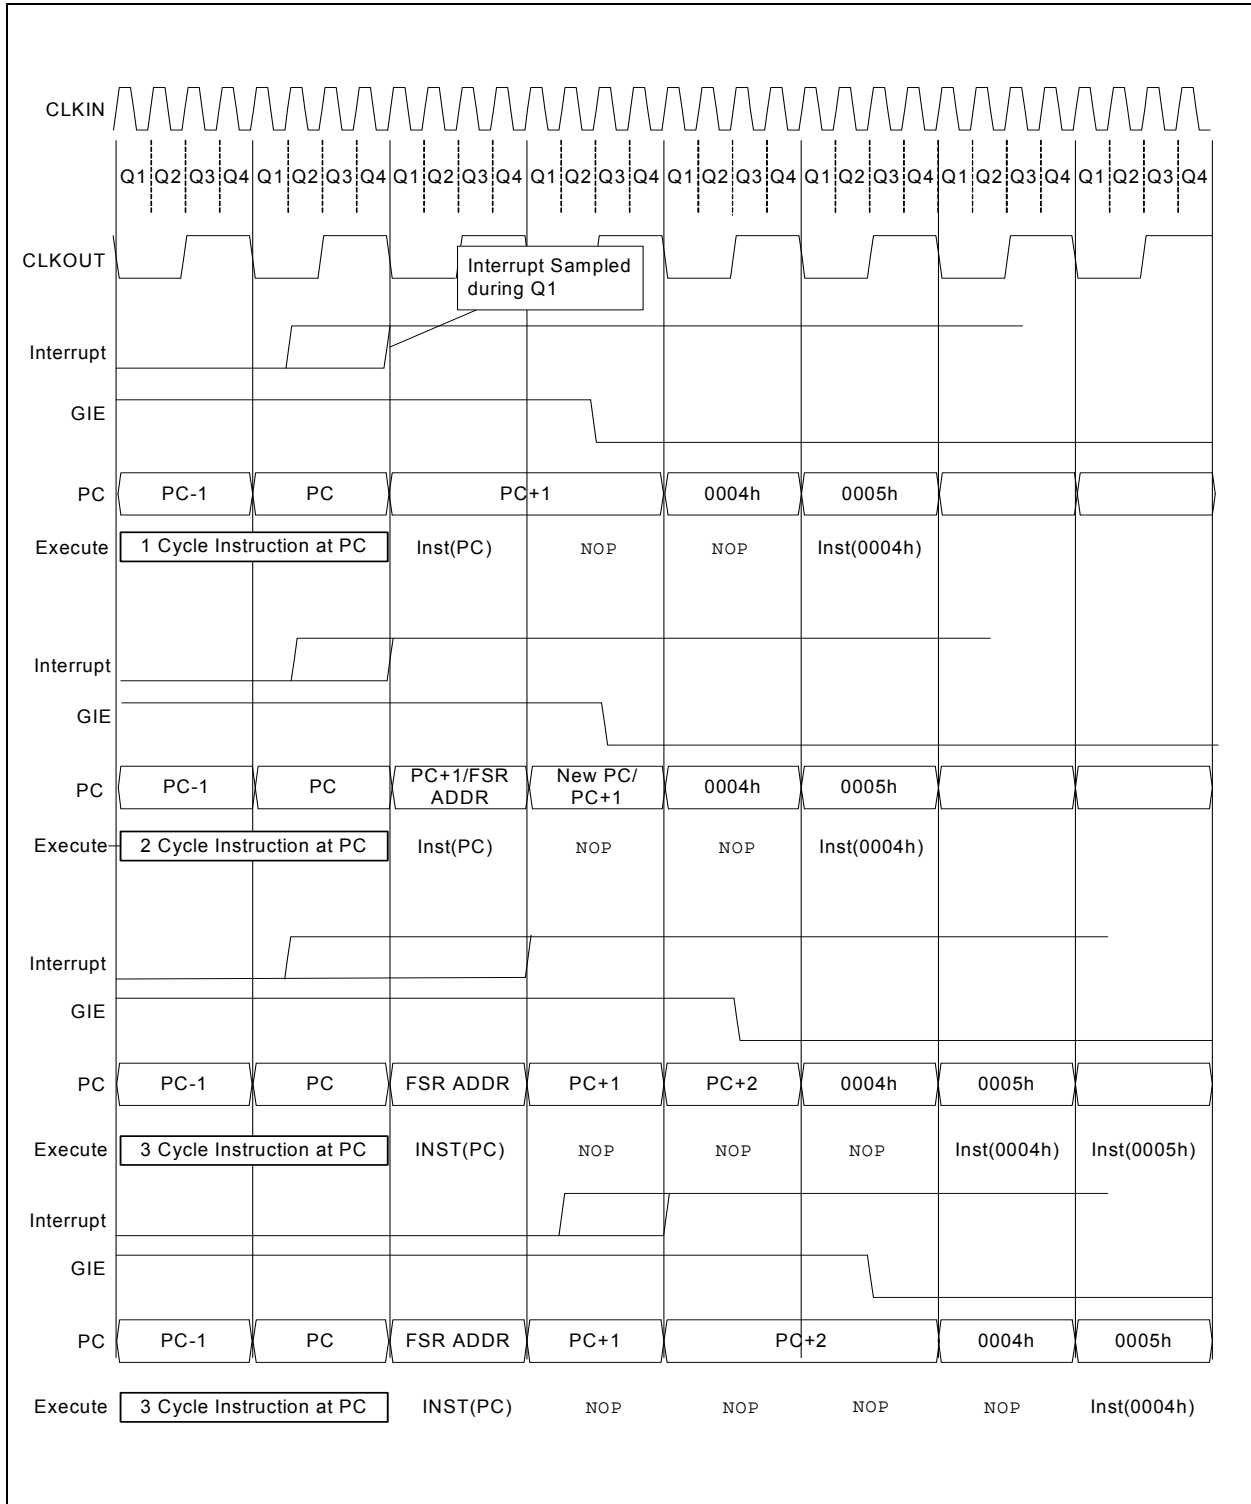 CLKIN
Q1 Q2 Q3 Q4 Q1 Q2 Q3 Q4 Q1 Q2 Q3 Q4 Q1 Q2 Q3 Q4 Q1 Q2 Q3 Q4 Q1 Q2 Q3 Q4 Q1 Q2 Q3 Q4 Q1 Q2 Q3 Q4
CLKOUT
Interrupt Sampled
during Q1
Interrupt
GIE
PC PC-1 PC PC+1 0004h 0005h
Execute 1 Cycle Instruction at PC Inst(PC) NOP NOP Inst(0004h)
Interrupt
GIE
PC PC-1 PC PC+1/FSR ADDR New PC/ PC+1 0004h 0005h
Execute 2 Cycle Instruction at PC Inst(PC) NOP NOP Inst(0004h)
Interrupt
GIE
PC PC-1 PC FSR ADDR PC+1 PC+2 0004h 0005h
Execute 3 Cycle Instruction at PC INST(PC) NOP NOP NOP Inst(0004h) Inst(0005h)
Interrupt
GIE
PC PC-1 PC FSR ADDR PC+1 PC+2 0004h 0005h
Execute 3 Cycle Instruction at PC INST(PC) NOP NOP NOP NOP Inst(0004h)